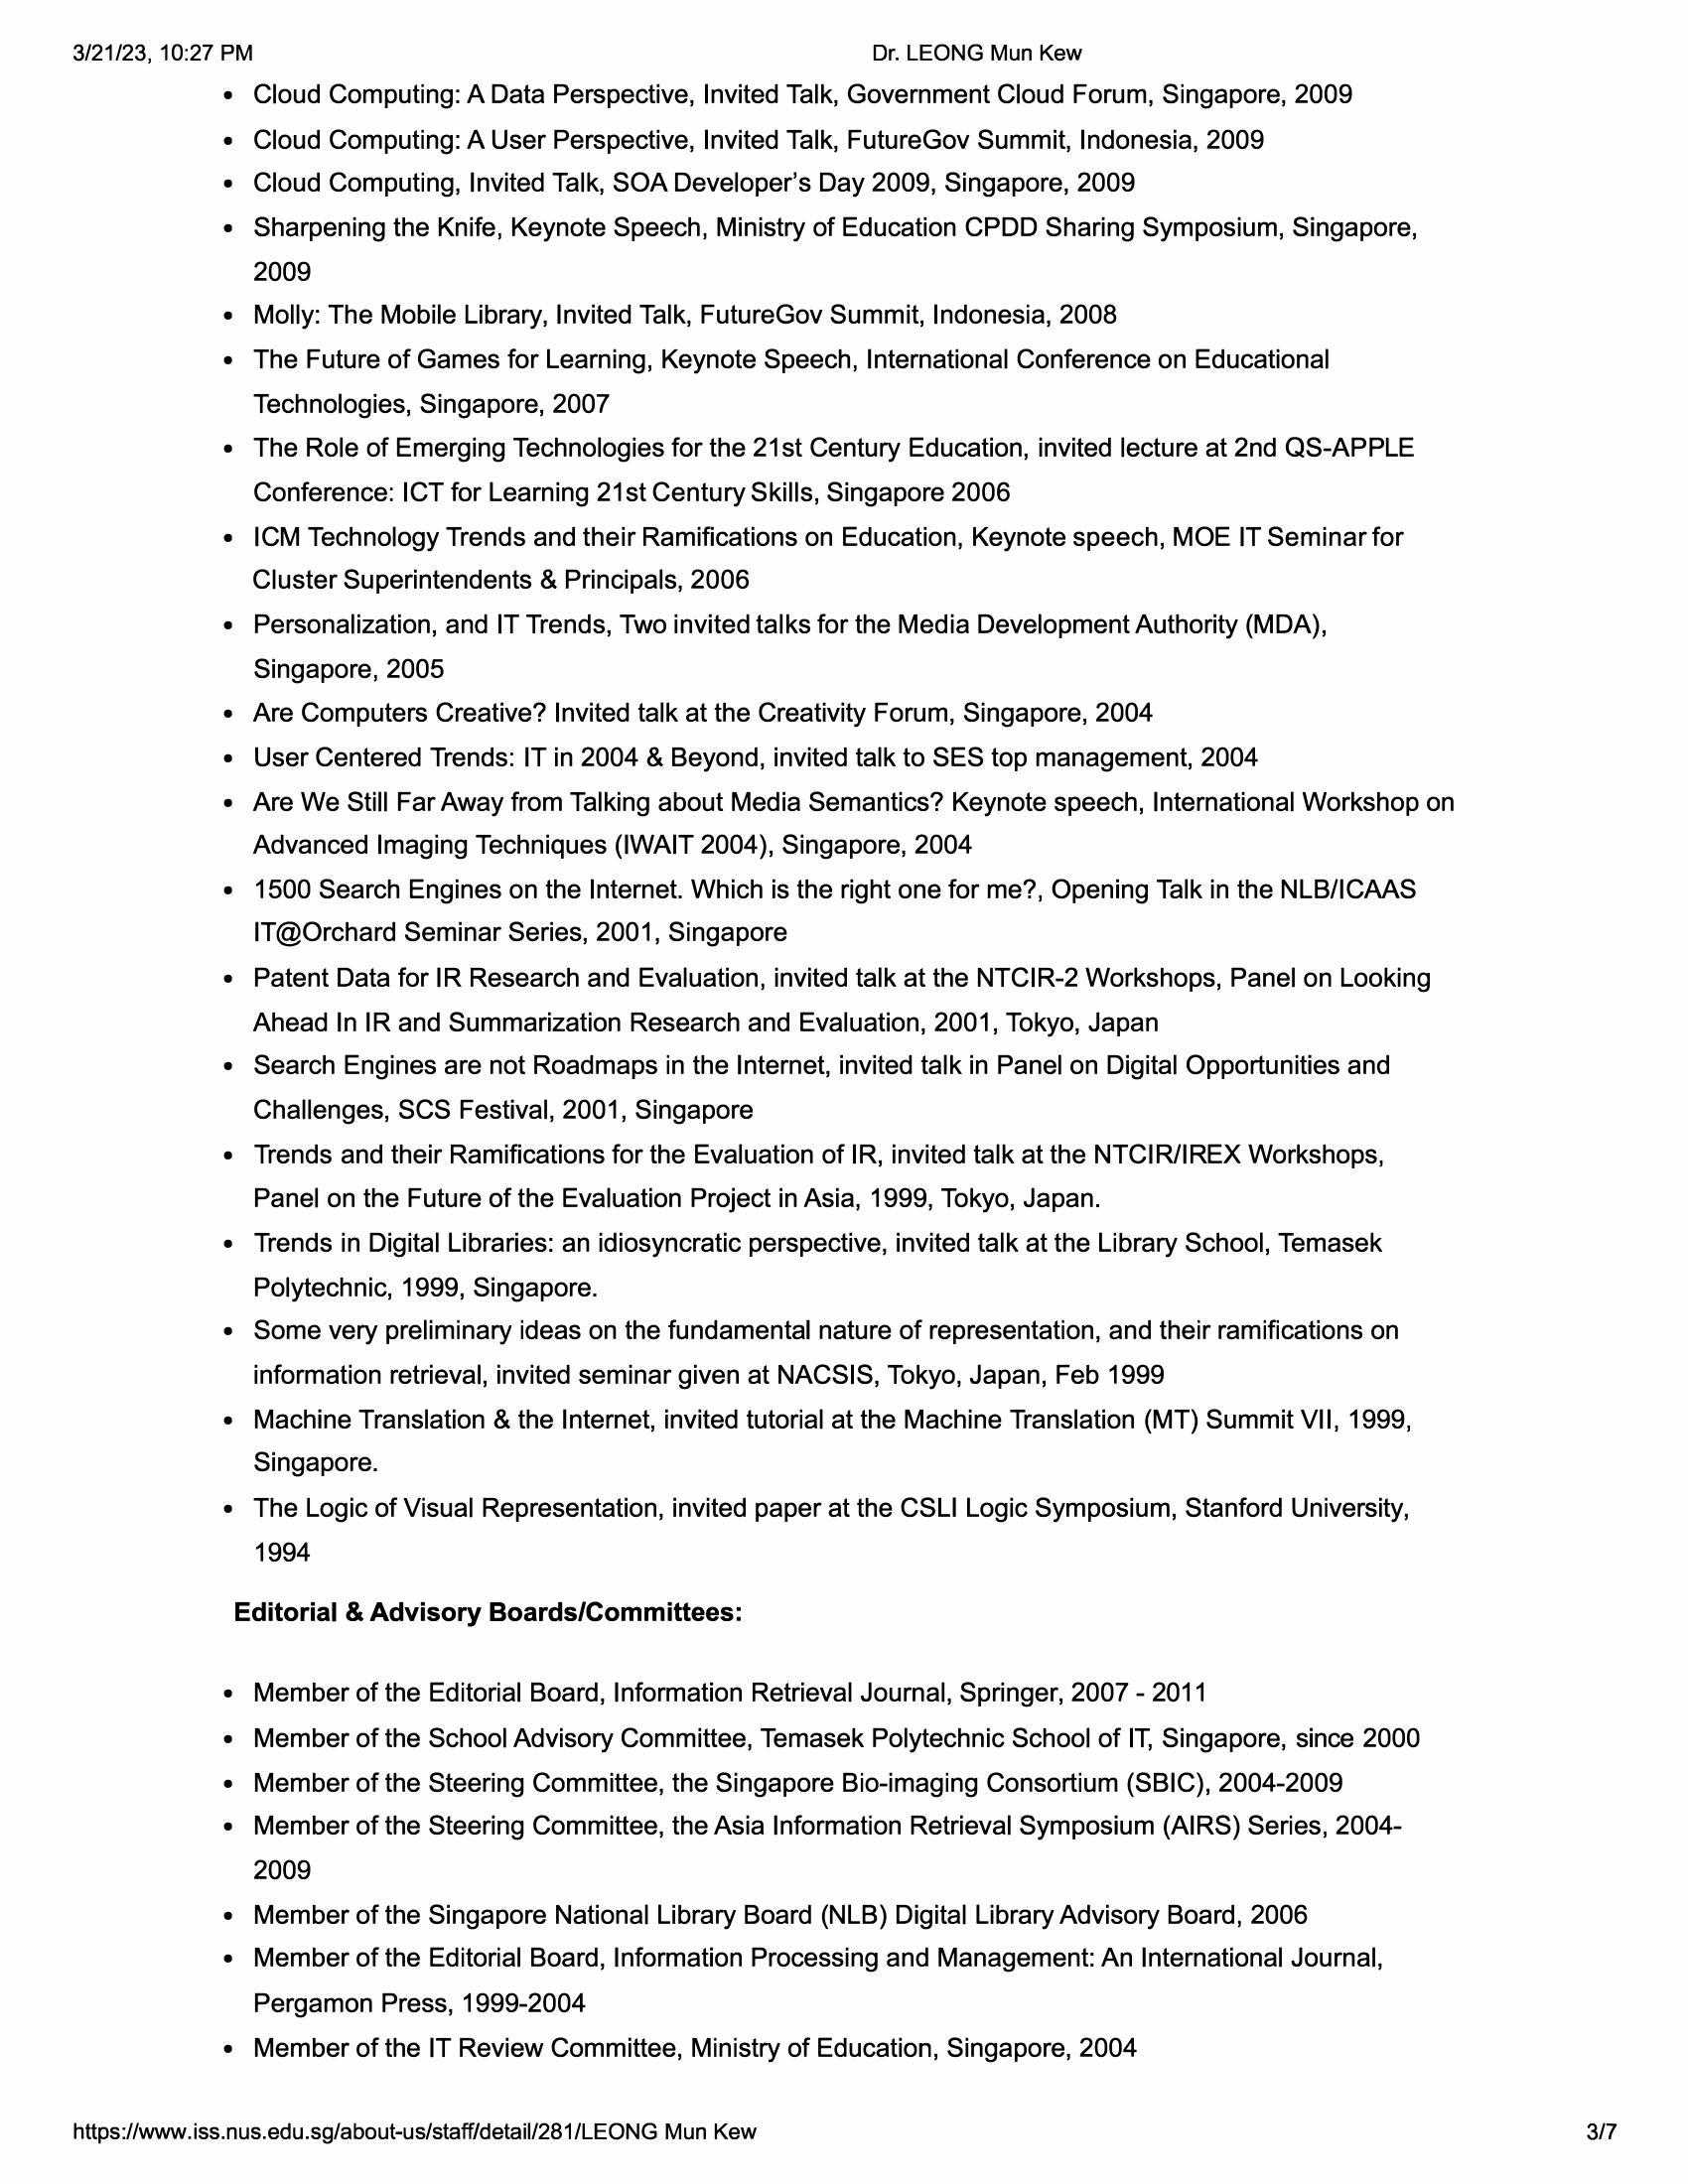 3/21/23, 10:27 PM
Dr. LEONG Mun Kew
• Cloud Computing: A Data Perspective, Invited Talk, Government Cloud Forum, Singapore, 2009
• Cloud Computing: A User Perspective, Invited Talk, FutureGov Summit, Indonesia, 2009
• Cloud Computing, Invited Talk, SOA Developer’s Day 2009, Singapore, 2009
• Sharpening the Knife, Keynote Speech, Ministry of Education CPDD Sharing Symposium, Singapore,
2009
• Molly: The Mobile Library, Invited Talk, FutureGov Summit, Indonesia, 2008
• The Future of Games for Learning, Keynote Speech, International Conference on Educational
Technologies, Singapore, 2007
• The Role of Emerging Technologies for the 21st Century Education, invited lecture at 2nd QS-APPLE
Conference: ICT for Learning 21st Century Skills, Singapore 2006
• ICM Technology Trends and their Ramifications on Education, Keynote speech, MOE IT Seminar for
Cluster Superintendents & Principals, 2006
• Personalization, and IT Trends, Two invited talks for the Media Development Authority (MDA),
Singapore, 2005
• Are Computers Creative? Invited talk at the Creativity Forum, Singapore, 2004
• User Centered Trends: IT in 2004 & Beyond, invited talk to SES top management, 2004
• Are We Still Far Away from Talking about Media Semantics? Keynote speech, International Workshop on
Advanced Imaging Techniques (IWAIT 2004), Singapore, 2004
• 1500 Search Engines on the Internet. Which is the right one for me?, Opening Talk in the NLB/ICAAS
IT@Orchard Seminar Series, 2001, Singapore
• Patent Data for IR Research and Evaluation, invited talk at the NTCIR-2 Workshops, Panel on Looking
Ahead In IR and Summarization Research and Evaluation, 2001, Tokyo, Japan
• Search Engines are not Roadmaps in the Internet, invited talk in Panel on Digital Opportunities and
Challenges, SCS Festival, 2001, Singapore
• Trends and their Ramifications for the Evaluation of IR, invited talk at the NTCIR/IREX Workshops,
Panel on the Future of the Evaluation Project in Asia, 1999, Tokyo, Japan.
• Trends in Digital Libraries: an idiosyncratic perspective, invited talk at the Library School, Temasek
Polytechnic, 1999, Singapore.
• Some very preliminary ideas on the fundamental nature of representation, and their ramifications on
information retrieval, invited seminar given at NACSIS, Tokyo, Japan, Feb 1999
• Machine Translation & the Internet, invited tutorial at the Machine Translation (MT) Summit VII, 1999,
Singapore.
• The Logic of Visual Representation, invited paper at the CSLI Logic Symposium, Stanford University,
1994
Editorial & Advisory Boards/Committees:
• Member of the Editorial Board, Information Retrieval Journal, Springer, 2007 - 2011
• Member of the School Advisory Committee, Temasek Polytechnic School of IT, Singapore, since 2000
• Member of the Steering Committee, the Singapore Bio-imaging Consortium (SBIC), 2004-2009
• Member of the Steering Committee, the Asia Information Retrieval Symposium (AIRS) Series, 2004-
2009
• Member of the Singapore National Library Board (NLB) Digital Library Advisory Board, 2006
• Member of the Editorial Board, Information Processing and Management: An International Journal,
Pergamon Press, 1999-2004
• Member of the IT Review Committee, Ministry of Education, Singapore, 2004
https://www.iss.nus.edu.sg/about-us/staff/detail/281/LEONG Mun Kew
3/7